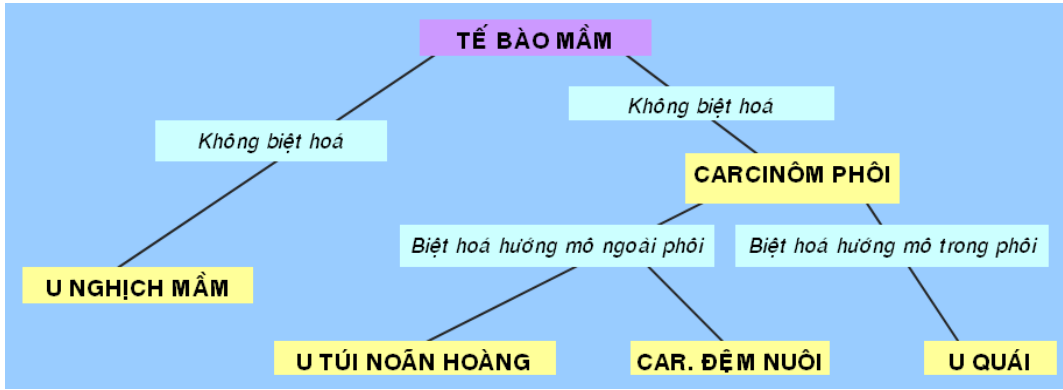 TẾ BÀO MẦM
Không biệt hoá
Không biệt hoá
CARCINÔM PHÔI
Biệt hoá hướng mô ngoài phôi
Biệt hoá hướng mô trong phôi
U NGHỊCH MẦM
U TÚI NOÃN HOÀNG
CAR. ĐỆM NUÔI
U QUÁI